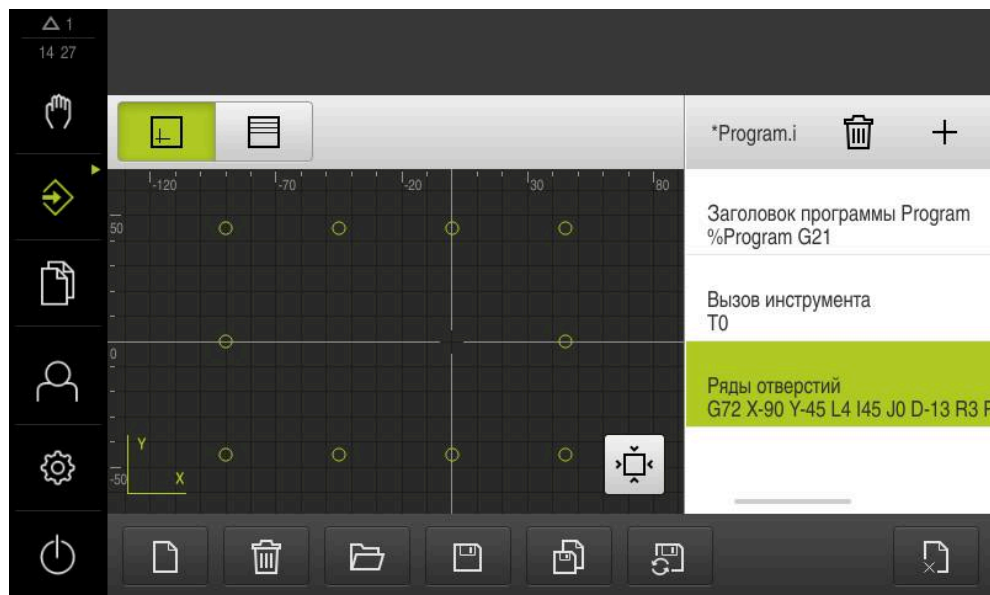 1
14 27
*Program.i
-120
-70
-20
30
80
50
0
-50
Y
X
Заголовок программы Program
%Program G21
Вызов инструмента
T0
Ряды отверстий
G72 X-90 Y-45 L4 I45 J0 D-13 R3 F